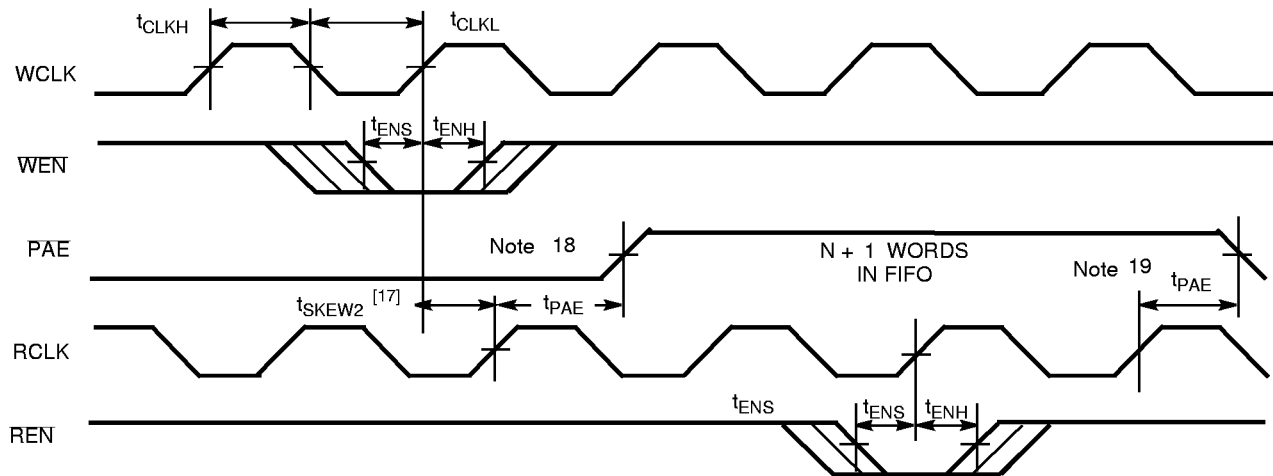 tCLKH
tCLKL
WCLK
tENS
tENH
WEN
PAE
Note 18
N + 1 WORDS
IN FIFO
Note 19
tPAE
tSKEW2 [17]
tPAE
RCLK
tENS
tENS
tENH
REN